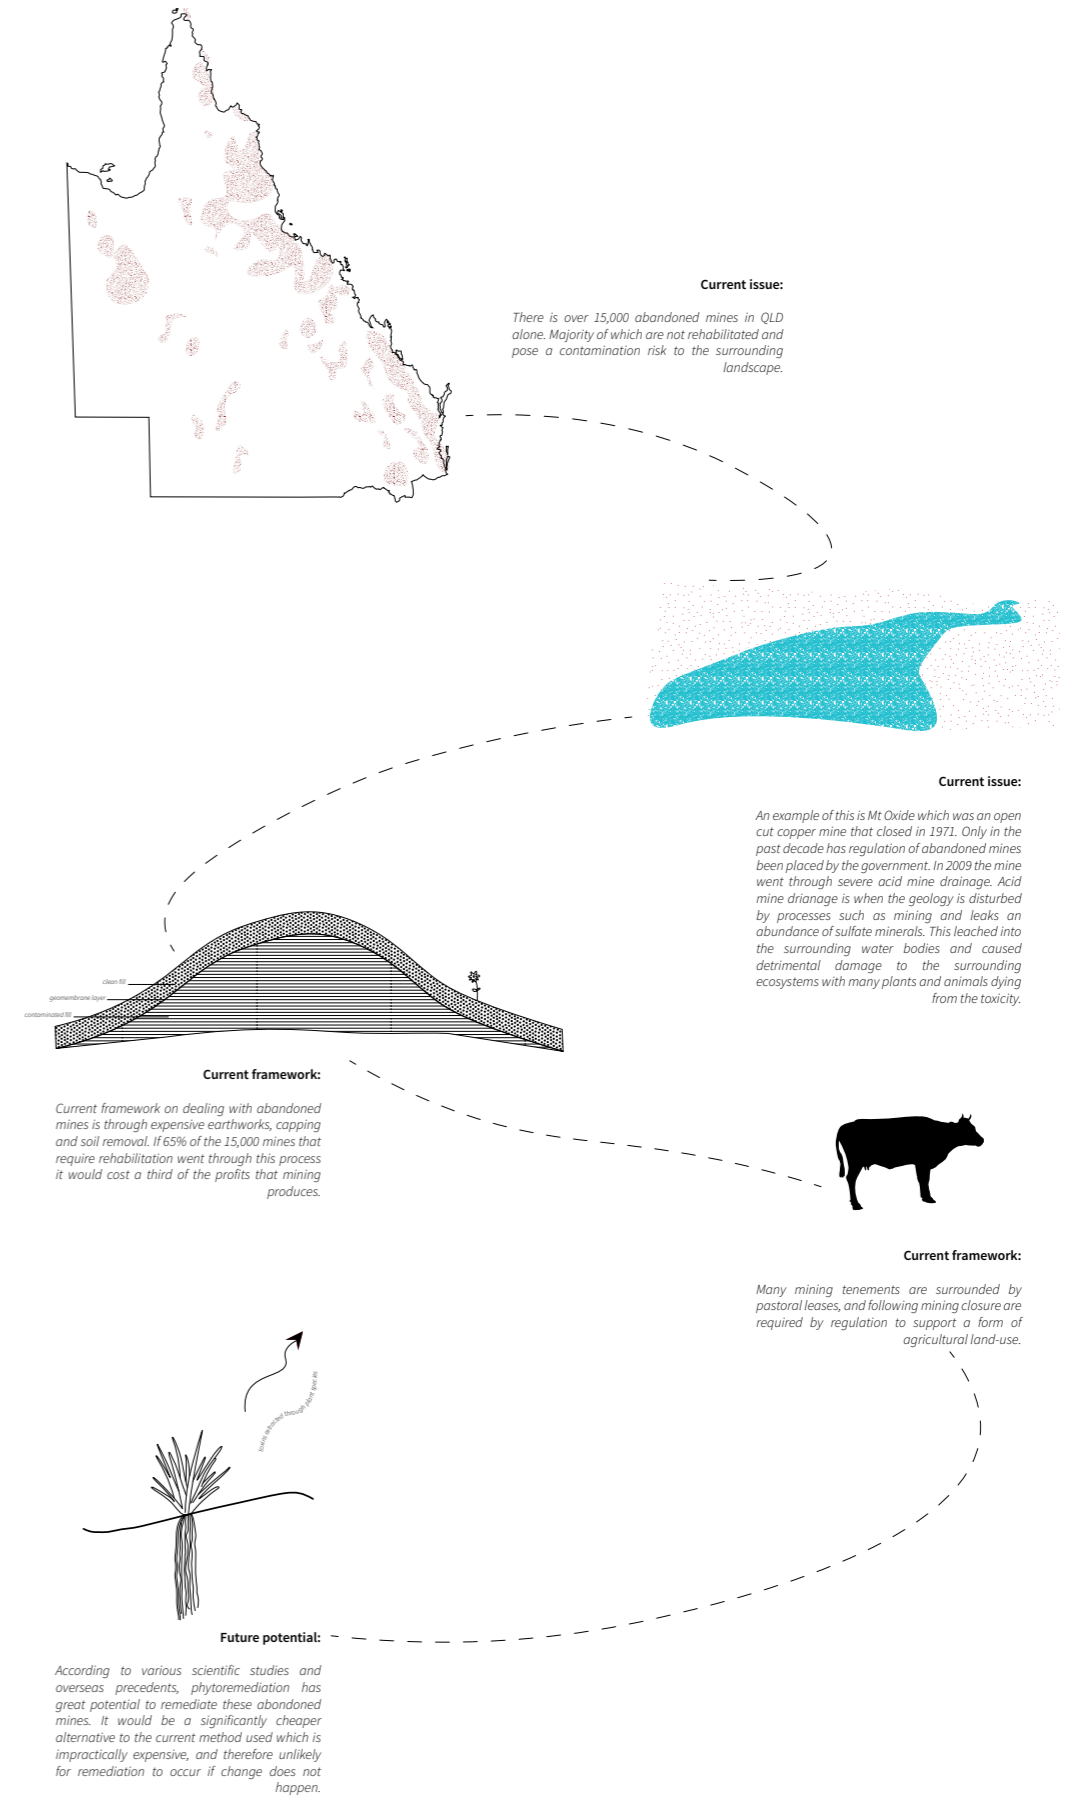 Current issue:
There is over 15,000 abandoned mines in QLD
alone. Majority of which are not rehabilitated and
pose a contamination risk to the surrounding
landscape.
Current issue:
An example of this is Mt Oxide which was an open
cut copper mine that closed in 1971. Only in the
past decade has regulation of abandoned mines
been placed by the government. In 2009 the mine
went through severe acid mine drainage. Acid
mine drianage is when the geology is disturbed
by processes such as mining and leaks an
abundance of sulfate minerals. This leached into
the surrounding water bodies and caused
detrimental damage to the surrounding
ecosystems with many plants and animals dying
from the toxicity.
clean fill
geomembrane layer
contaminated fill
Current framework:
Current framework on dealing with abandoned
mines is through expensive earthworks, capping
and soil removal. If 65% of the 15,000 mines that
require rehabilitation went through this process
it would cost a third of the profits that mining
produces.
Current framework:
Many mining tenements are surrounded by
pastoral leases, and following mining closure are
required by regulation to support a form of
agricultural land-use.
toxins extracted through plant species
Future potential:
According to various scientific studies and
overseas precedents, phytoremediation has
great potential to remediate these abondoned
mines. It would be a significantly cheaper
alternative to the current method used which is
impractically expensive, and therefore unlikely
for remediation to occur if change does not
happen.